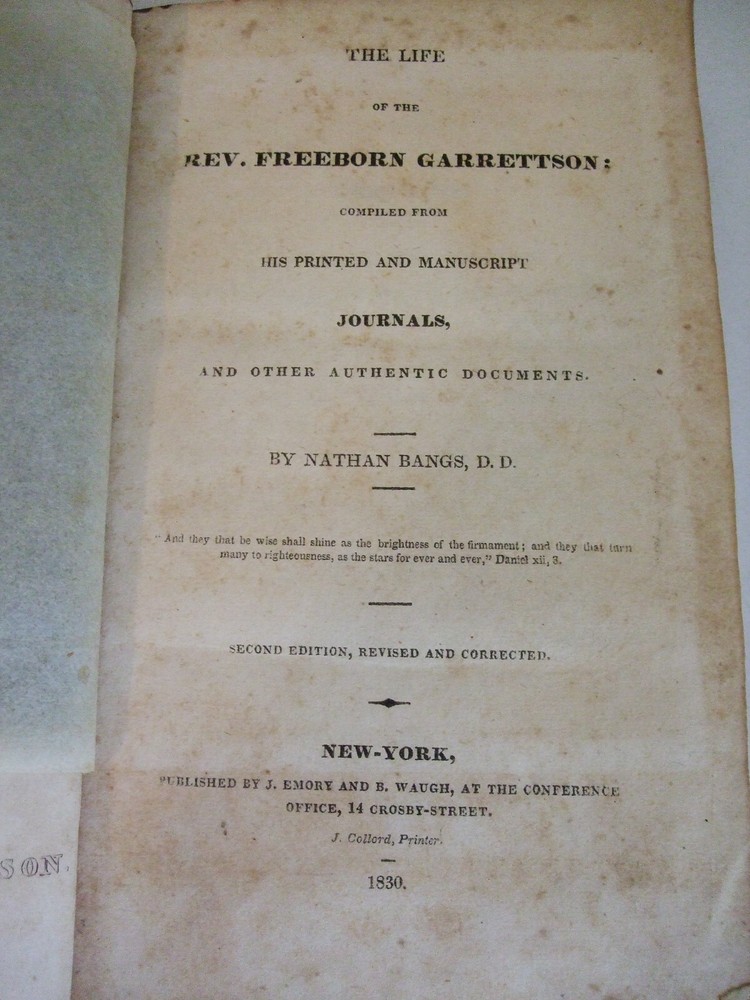 THE LIFE
OF THE
REV. FREEBORN GARRETTSON:
COMPILED FROM
HIS PRINTED AND MANUSCRIPT
JOURNALS,
AND OTHER AUTHENTIC DOCUMENTS.
BY NATHAN BANGS, D. D.
"And they that be wise shall shine as the brightness of the firmament; and they that turn
many to righteousness, as the stars for ever and ever," Daniel xii, 3.
SECOND EDITION, REVISED AND CORRECTED.
NEW-YORK,
PUBLISHED BY J. EMORY AND B. WAUGH, AT THE CONFERENCE
OFFICE, 14 CROSBY-STREET.
J. Collord, Printer.
1830.
SON.